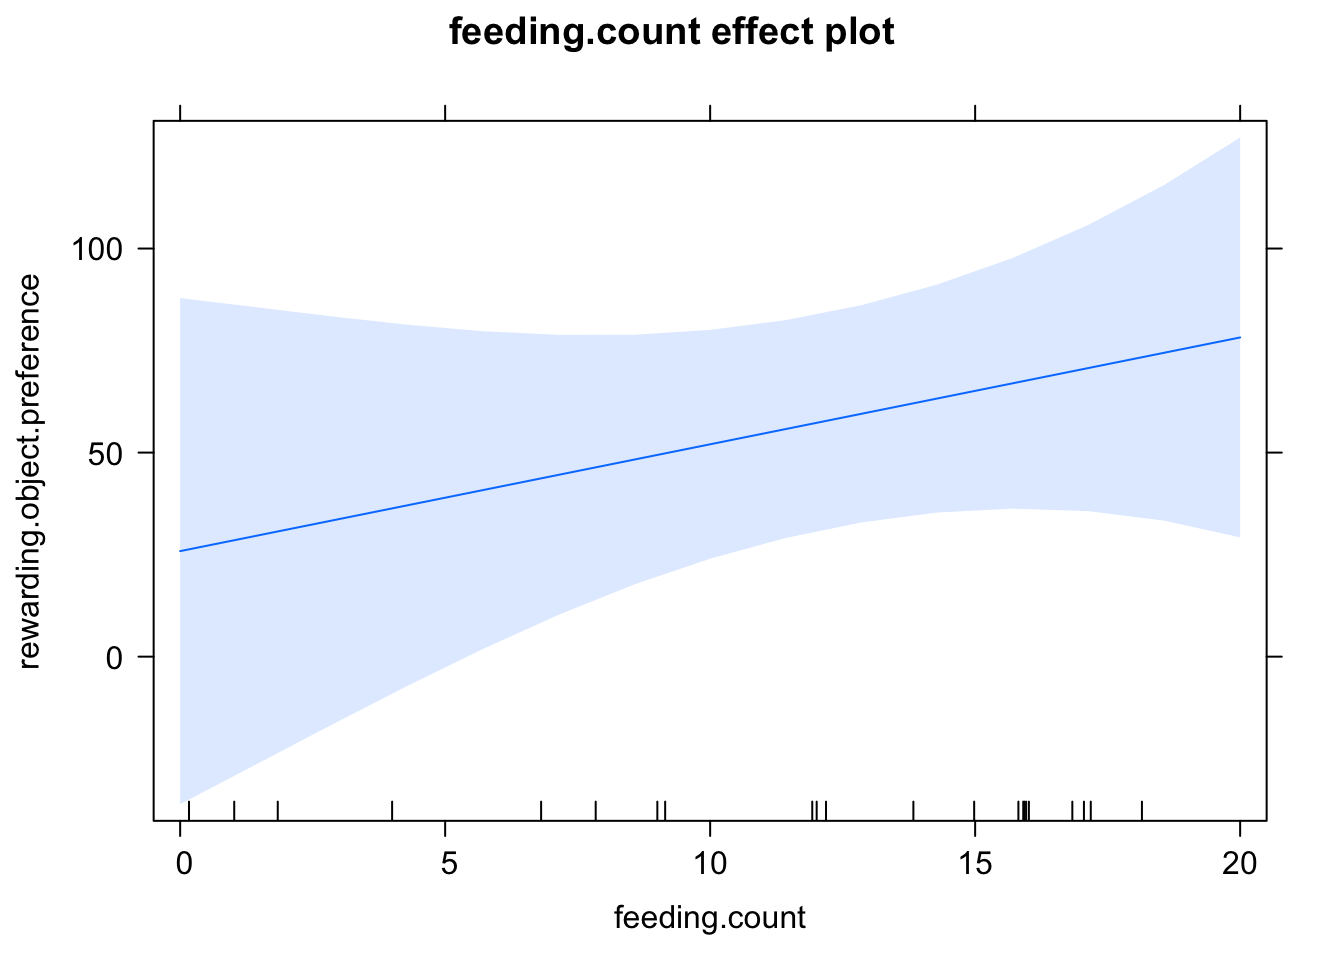 feeding.count effect plot
rewarding.object.preference
100
50
0
0 5 10 15 20
feeding.count